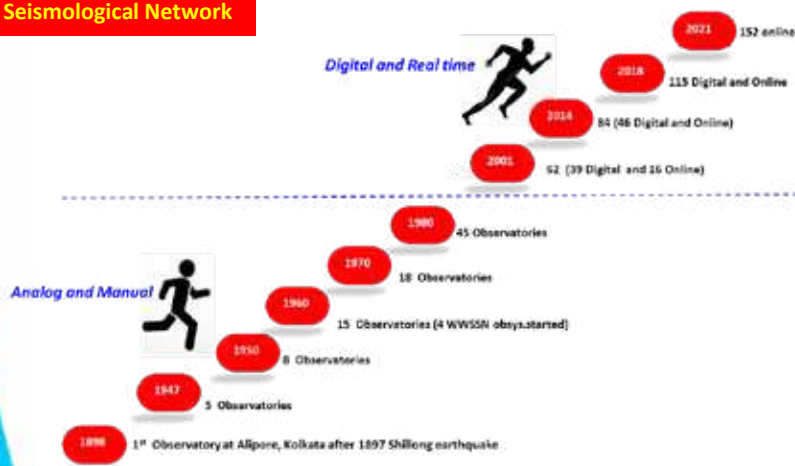 Seismological Network
2021
152 online
Digital and Real time
2018
115 Digital and Online
2014
84 (46 Digital and Online)
2001
52 (39 Digital and 16 Online)
1980
45 Observatories
1970
18 Observatories
Analog and Manual
1960
15 Observatories (4 WWSSN obsys.started)
1950
8 Observatories
1947
5 Observatories
1898
1st Observatory at Alipore, Kolkata after 1897 Shillong earthquake